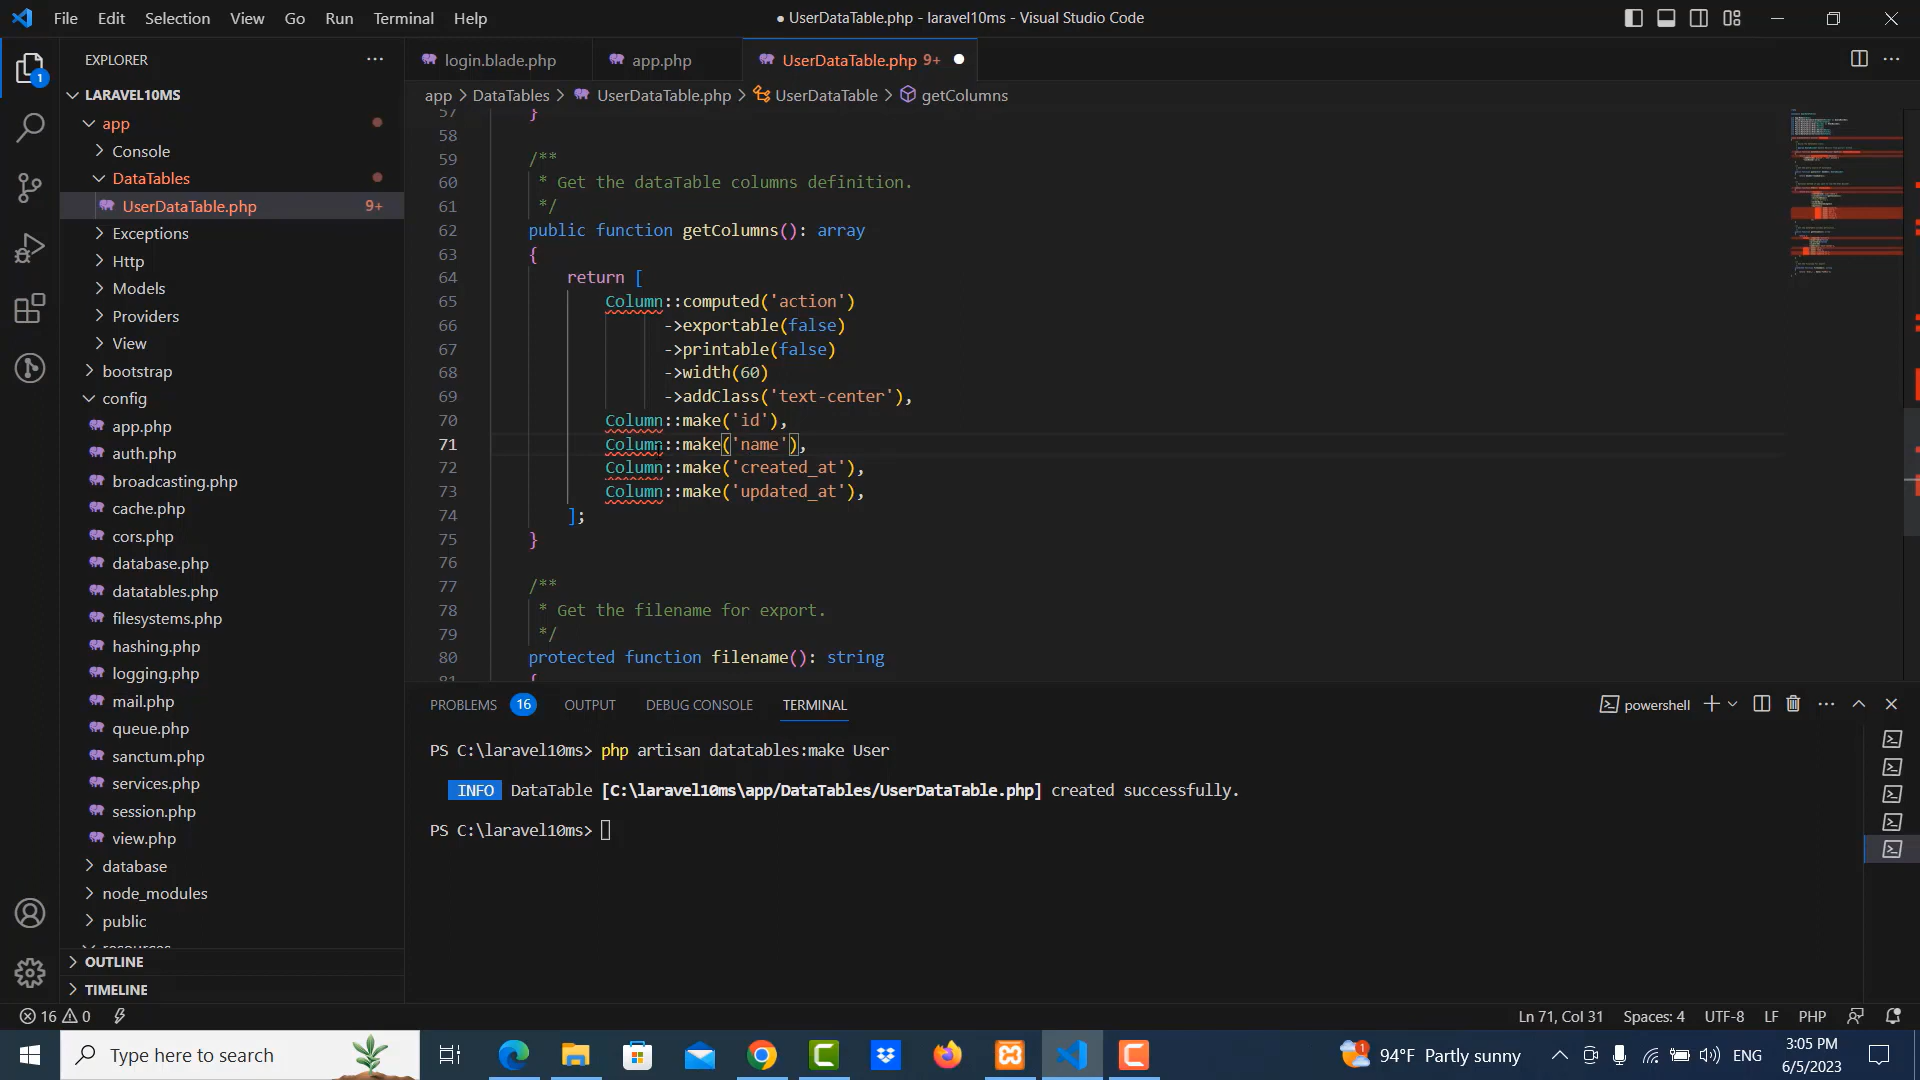 File Edit Selection View Go Run Terminal Help
● UserDataTable.php - laravel10ms - Visual Studio Code
EXPLORER
LARAVEL10MS
app
Console
DataTables
UserDataTable.php 9+
Exceptions
Http
Models
Providers
View
bootstrap
config
app.php
auth.php
broadcasting.php
cache.php
cors.php
database.php
datatables.php
filesystems.php
hashing.php
logging.php
mail.php
queue.php
sanctum.php
services.php
session.php
view.php
database
node_modules
public
resources
OUTLINE
TIMELINE
1
login.blade.php app.php UserDataTable.php 9+
app > DataTables > UserDataTable.php > UserDataTable > getColumns
57 }
58
59 /**
60 * Get the dataTable columns definition.
61 */
62 public function getColumns(): array
63 {
64 return [
65 Column::computed('action')
66 ->exportable(false)
67 ->printable(false)
68 ->width(60)
69 ->addClass('text-center'),
70 Column::make('id'),
71 Column::make('name'),
72 Column::make('created_at'),
73 Column::make('updated_at'),
74 ];
75 }
76
77 /**
78 * Get the filename for export.
79 */
80 protected function filename(): string
81 {
PROBLEMS 16 OUTPUT DEBUG CONSOLE TERMINAL
powershell
PS C:\laravel10ms> php artisan datatables:make User
INFO DataTable [C:\laravel10ms\app/DataTables/UserDataTable.php] created successfully.
PS C:\laravel10ms>
16 0
Ln 71, Col 31 Spaces: 4 UTF-8 LF PHP
Type here to search
1
94°F Partly sunny
ENG
3:05 PM
6/5/2023